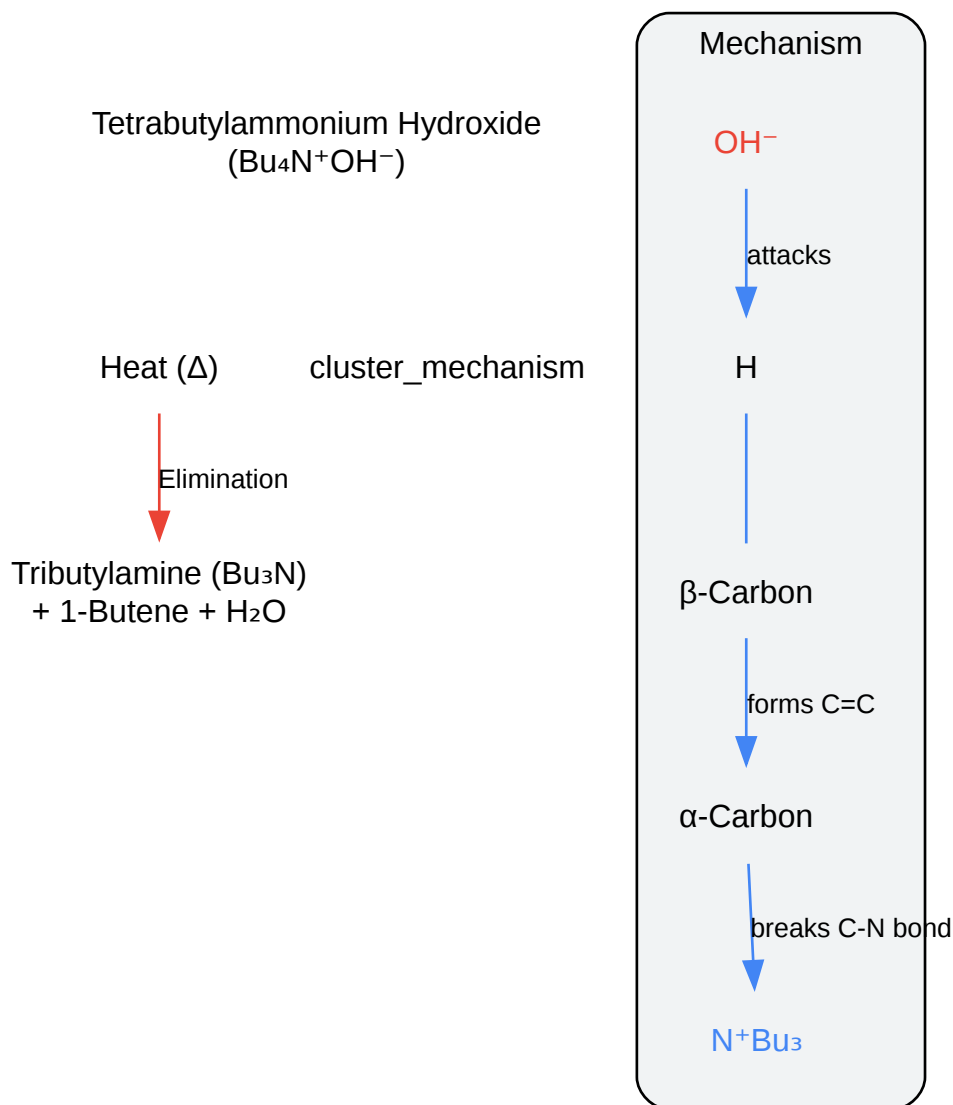 Mechanism
Tetrabutylammonium Hydroxide
(Bu₄N⁺OH⁻)
OH⁻
attacks
Heat (Δ)
cluster_mechanism
H
Elimination
Tributylamine (Bu₃N)
+ 1-Butene + H₂O
β-Carbon
forms C=C
α-Carbon
breaks C-N bond
N⁺Bu₃